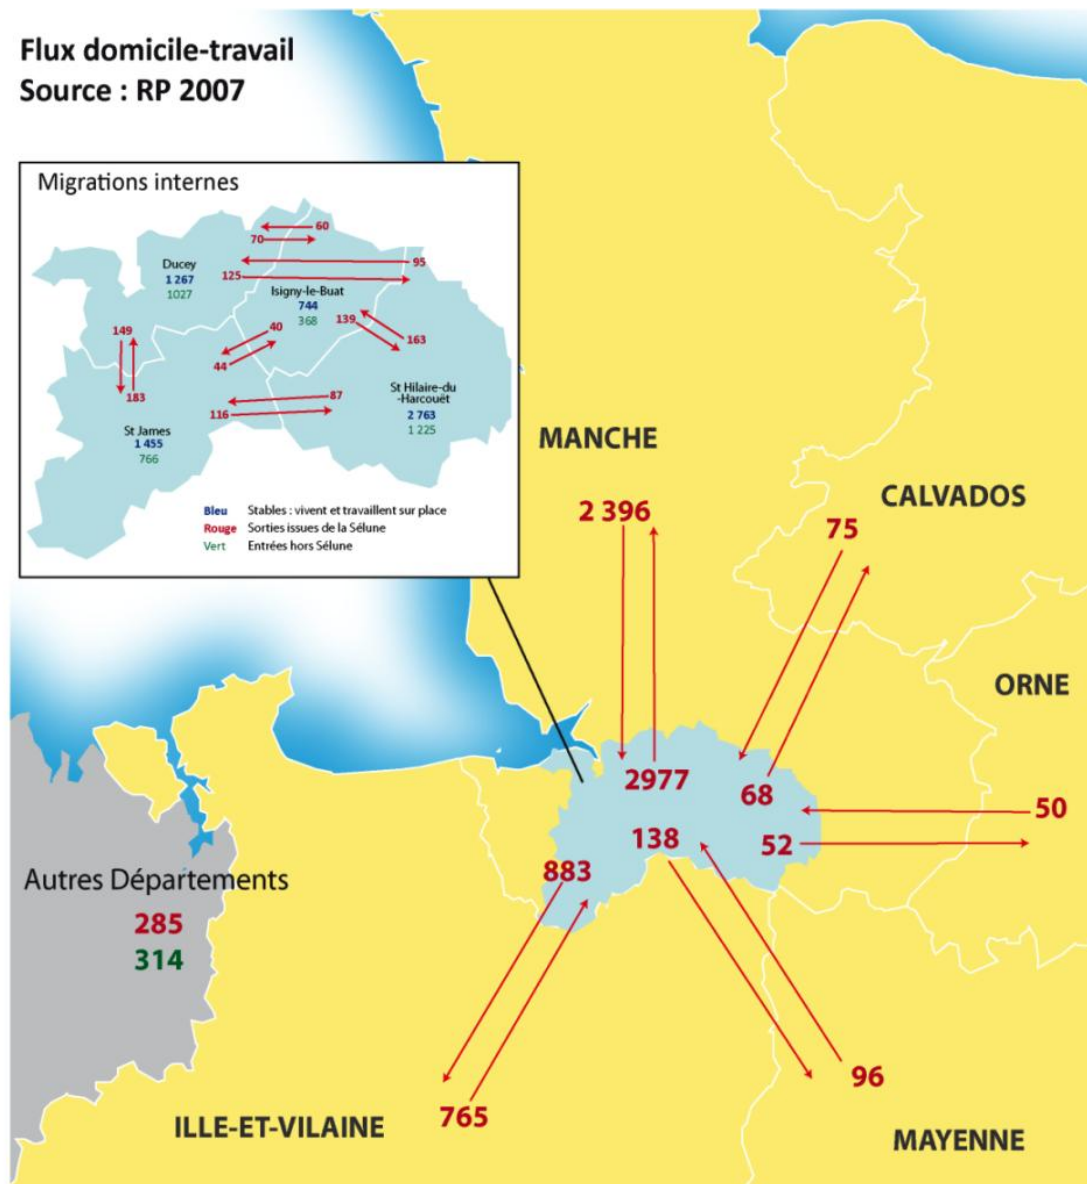 Flux domicile-travail
Source : RP 2007
Migrations internes
60
70
95
125
Ducey
1 267
1027
Isigny-le-Buat
744
368
139
163
40
44
149
183
87
116
St Hilaire-du
-Harcouët
2 763
1 225
St James
1 455
766
Bleu Stables : vivent et travaillent sur place
Rouge Sorties issues de la Sélune
Vert Entrées hors Sélune
MANCHE
2 396
CALVADOS
75
ORNE
2977
68
50
138
52
883
Autres Départements
285
314
96
765
ILLE-ET-VILAINE
MAYENNE